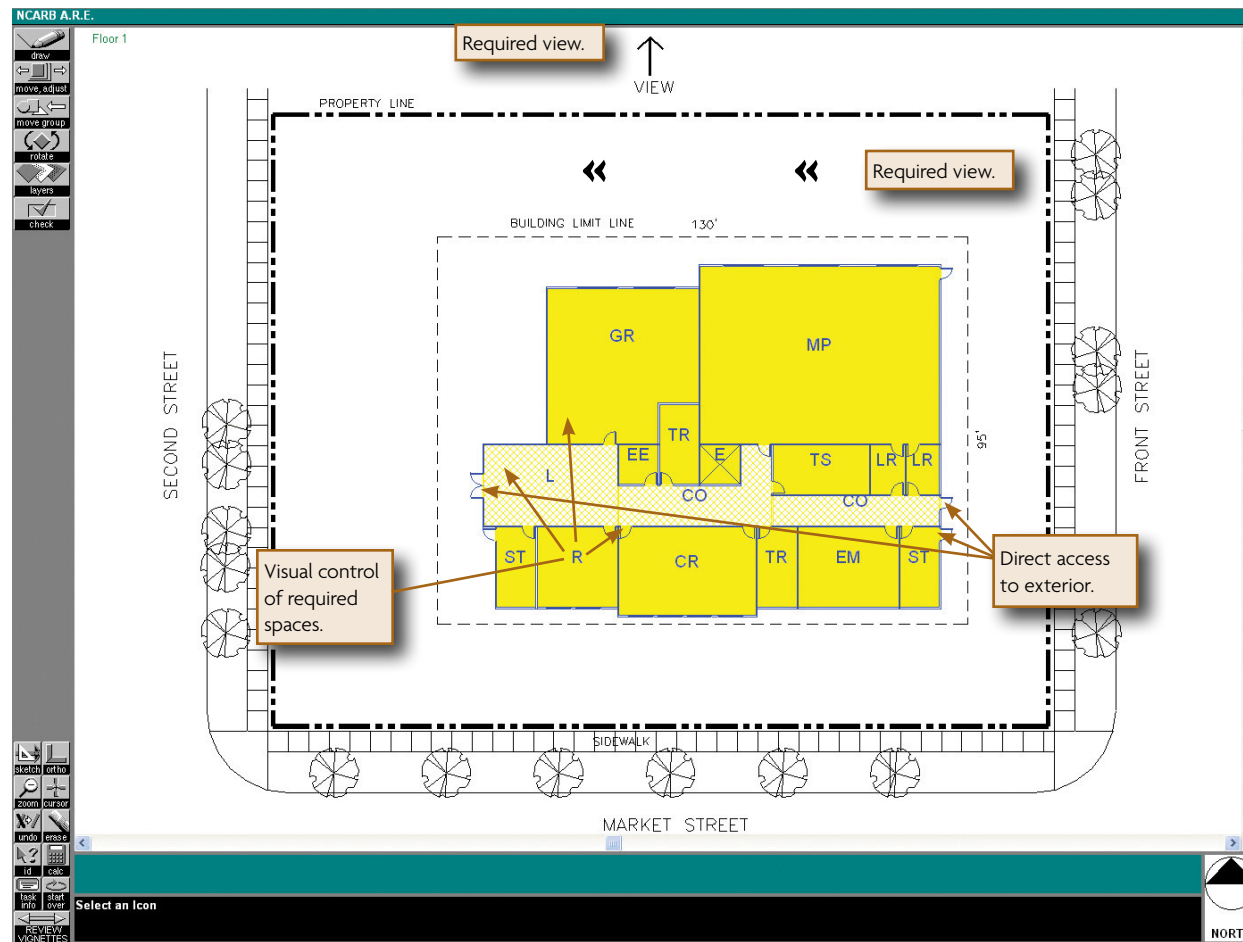 NCARB A.R.E.
draw
move, adjust
move group
rotate
layers
check
Floor 1
Required view.
VIEW
PROPERTY LINE
Required view.
BUILDING LIMIT LINE 130'
GR
MP
SECOND STREET
FRONT STREET
95'
TR
EE
E
TS
LR
LR
L
CO
CO
ST
R
CR
TR
EM
ST
Visual control
of required
spaces.
Direct access
to exterior.
SIDEWALK
MARKET STREET
sketch ortho
zoom cursor
undo erase
id calc
task info start over
REVIEW
VIGNETTES
Select an Icon
NORT